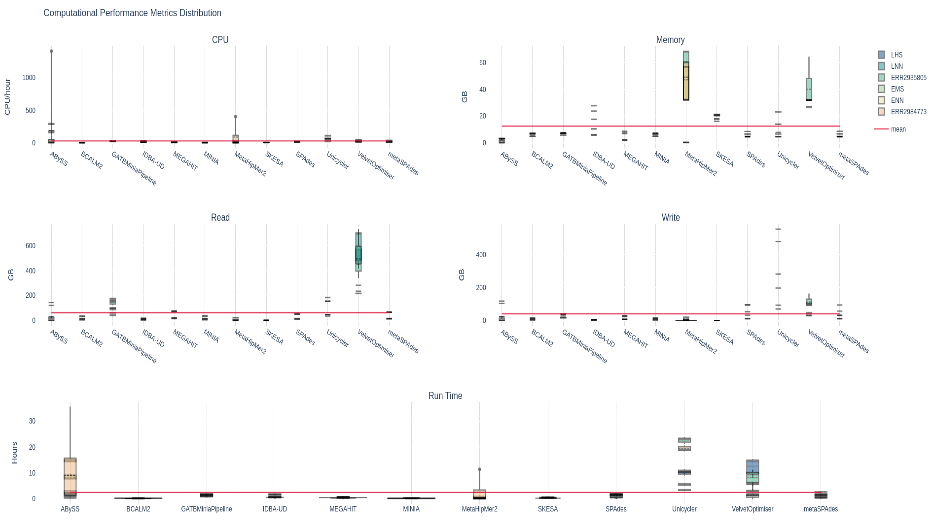 Computational Performance Metrics Distribution
CPU
CPU/hour
1000
500
0
ABySS
BCALM2
GATBMiniaPipeline
IDBA-UD
MEGAHIT
MINIA
MetaHipMer2
SKESA
SPAdes
Unicycler
VelvetOptimiser
metaSPAdes
Memory
GB
60
40
20
0
ABySS
BCALM2
GATBMiniaPipeline
IDBA-UD
MEGAHIT
MINIA
MetaHipMer2
SKESA
SPAdes
Unicycler
VelvetOptimiser
metaSPAdes
LHS
LNN
ERR2935805
EMS
ENN
ERR2984773
mean
Read
GB
600
400
200
0
ABySS
BCALM2
GATBMiniaPipeline
IDBA-UD
MEGAHIT
MINIA
MetaHipMer2
SKESA
SPAdes
Unicycler
VelvetOptimiser
metaSPAdes
Write
GB
400
200
0
ABySS
BCALM2
GATBMiniaPipeline
IDBA-UD
MEGAHIT
MINIA
MetaHipMer2
SKESA
SPAdes
Unicycler
VelvetOptimiser
metaSPAdes
Run Time
Hours
30
20
10
0
ABySS
BCALM2
GATBMiniaPipeline
IDBA-UD
MEGAHIT
MINIA
MetaHipMer2
SKESA
SPAdes
Unicycler
VelvetOptimiser
metaSPAdes